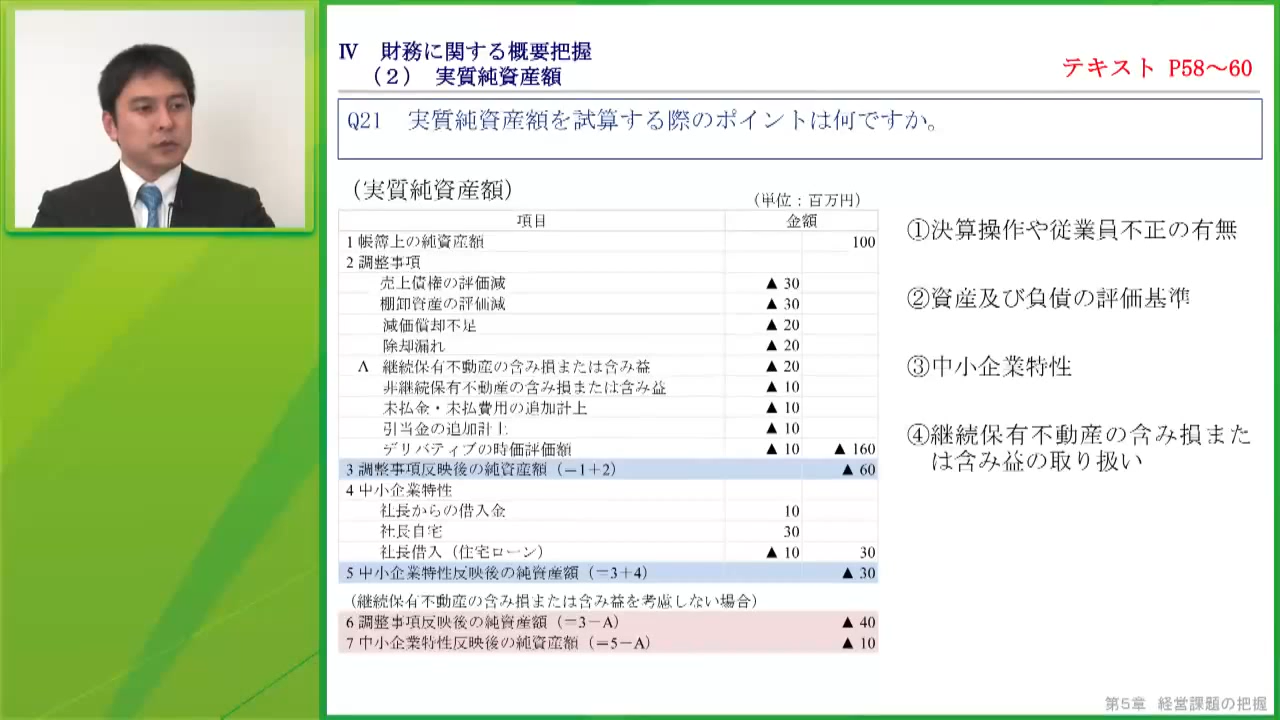 Ⅳ 財務に関する概要把握
(2) 実質純資産額
テキスト P58～60
Q21 実質純資産額を試算する際のポイントは何ですか。
(実質純資産額)
(単位：百万円)
項目 金額
1 帳簿上の純資産額 100
2 調整事項
売上債権の評価減 ▲ 30
棚卸資産の評価減 ▲ 30
減価償却不足 ▲ 20
除却漏れ ▲ 20
A 継続保有不動産の含み損または含み益 ▲ 20
非継続保有不動産の含み損または含み益 ▲ 10
未払金・未払費用の追加計上 ▲ 10
引当金の追加計上 ▲ 10
デリバティブの時価評価額 ▲ 10 ▲ 160
3 調整事項反映後の純資産額（=1+2） ▲ 60
4 中小企業特性
社長からの借入金 10
社長自宅 30
社長借入（住宅ローン） ▲ 10 30
5 中小企業特性反映後の純資産額（=3+4） ▲ 30
（継続保有不動産の含み損または含み益を考慮しない場合）
6 調整事項反映後の純資産額（=3−A） ▲ 40
7 中小企業特性反映後の純資産額（=5−A） ▲ 10
①決算操作や従業員不正の有無
②資産及び負債の評価基準
③中小企業特性
④継続保有不動産の含み損また
は含み益の取り扱い
第5章 経営課題の把握